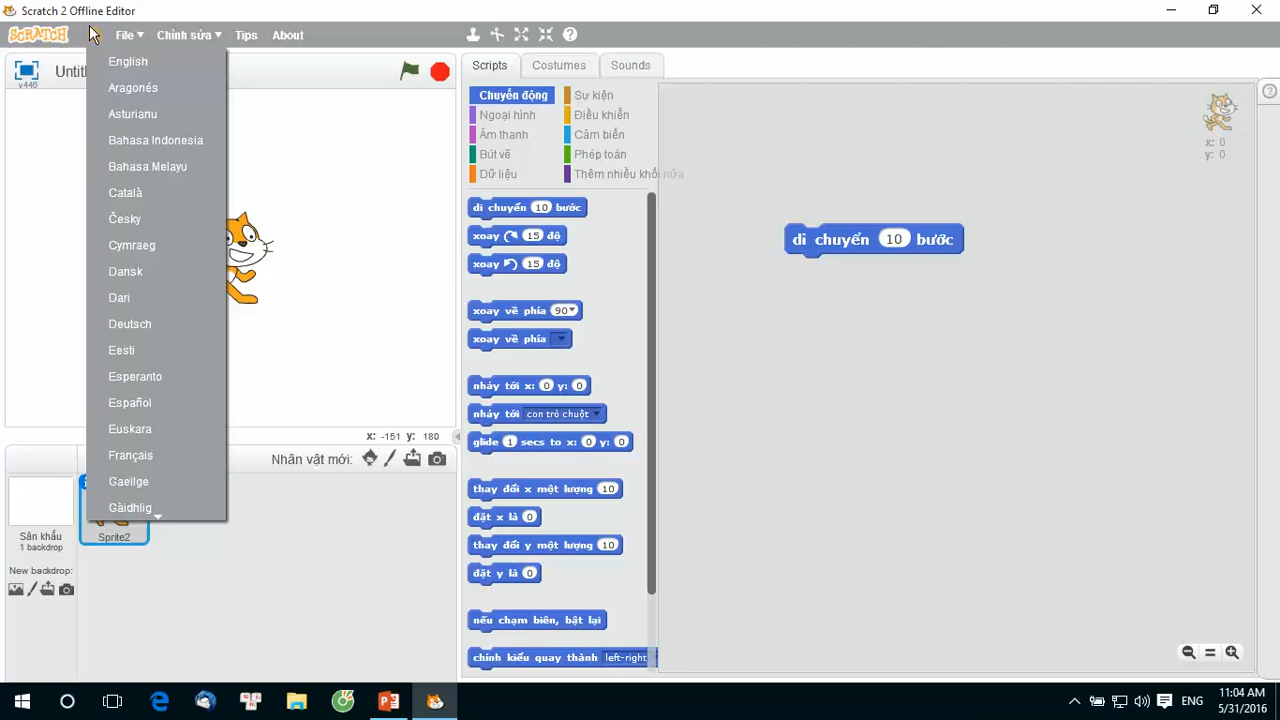 Scratch 2 Offline Editor
SCRATCH File Chỉnh sửa Tips About
v446
Untit
English
Aragonés
Asturianu
Bahasa Indonesia
Bahasa Melayu
Català
Česky
Cymraeg
Dansk
Dari
Deutsch
Eesti
Esperanto
Español
Euskara
Français
Gaeilge
Gàidhlig
x: -151 y: 180
Nhân vật mới:
Sân khấu
1 backdrop
New backdrop:
Sprite2
Scripts Costumes Sounds
Chuyển động
Ngoại hình
Âm thanh
Bút vẽ
Dữ liệu
Sự kiện
Điều khiển
Cảm biến
Phép toán
Thêm nhiều khối nữa
di chuyển 10 bước
xoay 15 độ
xoay 15 độ
xoay về phía 90
xoay về phía
nhảy tới x: 0 y: 0
nhảy tới con trỏ chuột
glide 1 secs to x: 0 y: 0
thay đổi x một lượng 10
đặt x là 0
thay đổi y một lượng 10
đặt y là 0
nếu chạm biên, bật lại
chỉnh kiểu quay thành left-right
di chuyển 10 bước
x: 0
y: 0
ENG
11:04 AM
5/31/2016